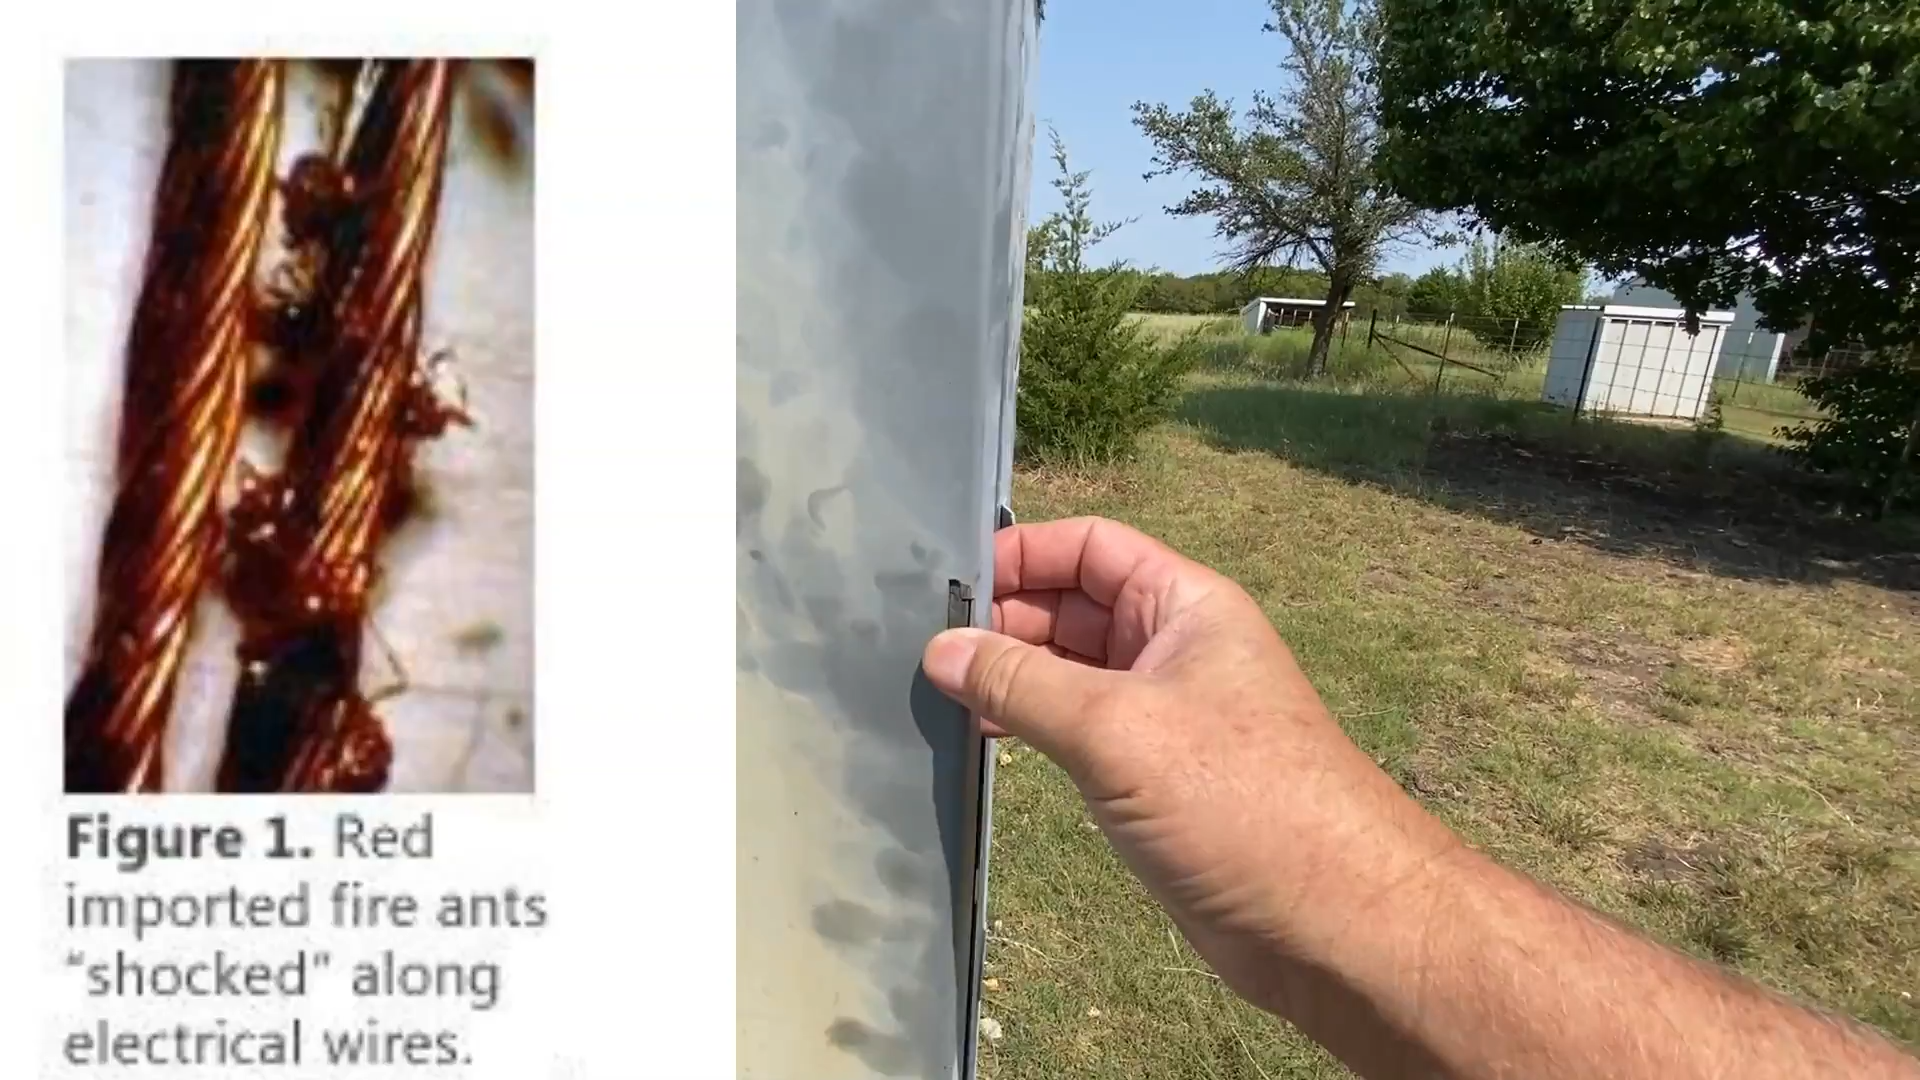 Figure 1. Red
imported fire ants
“shocked” along
electrical wires.